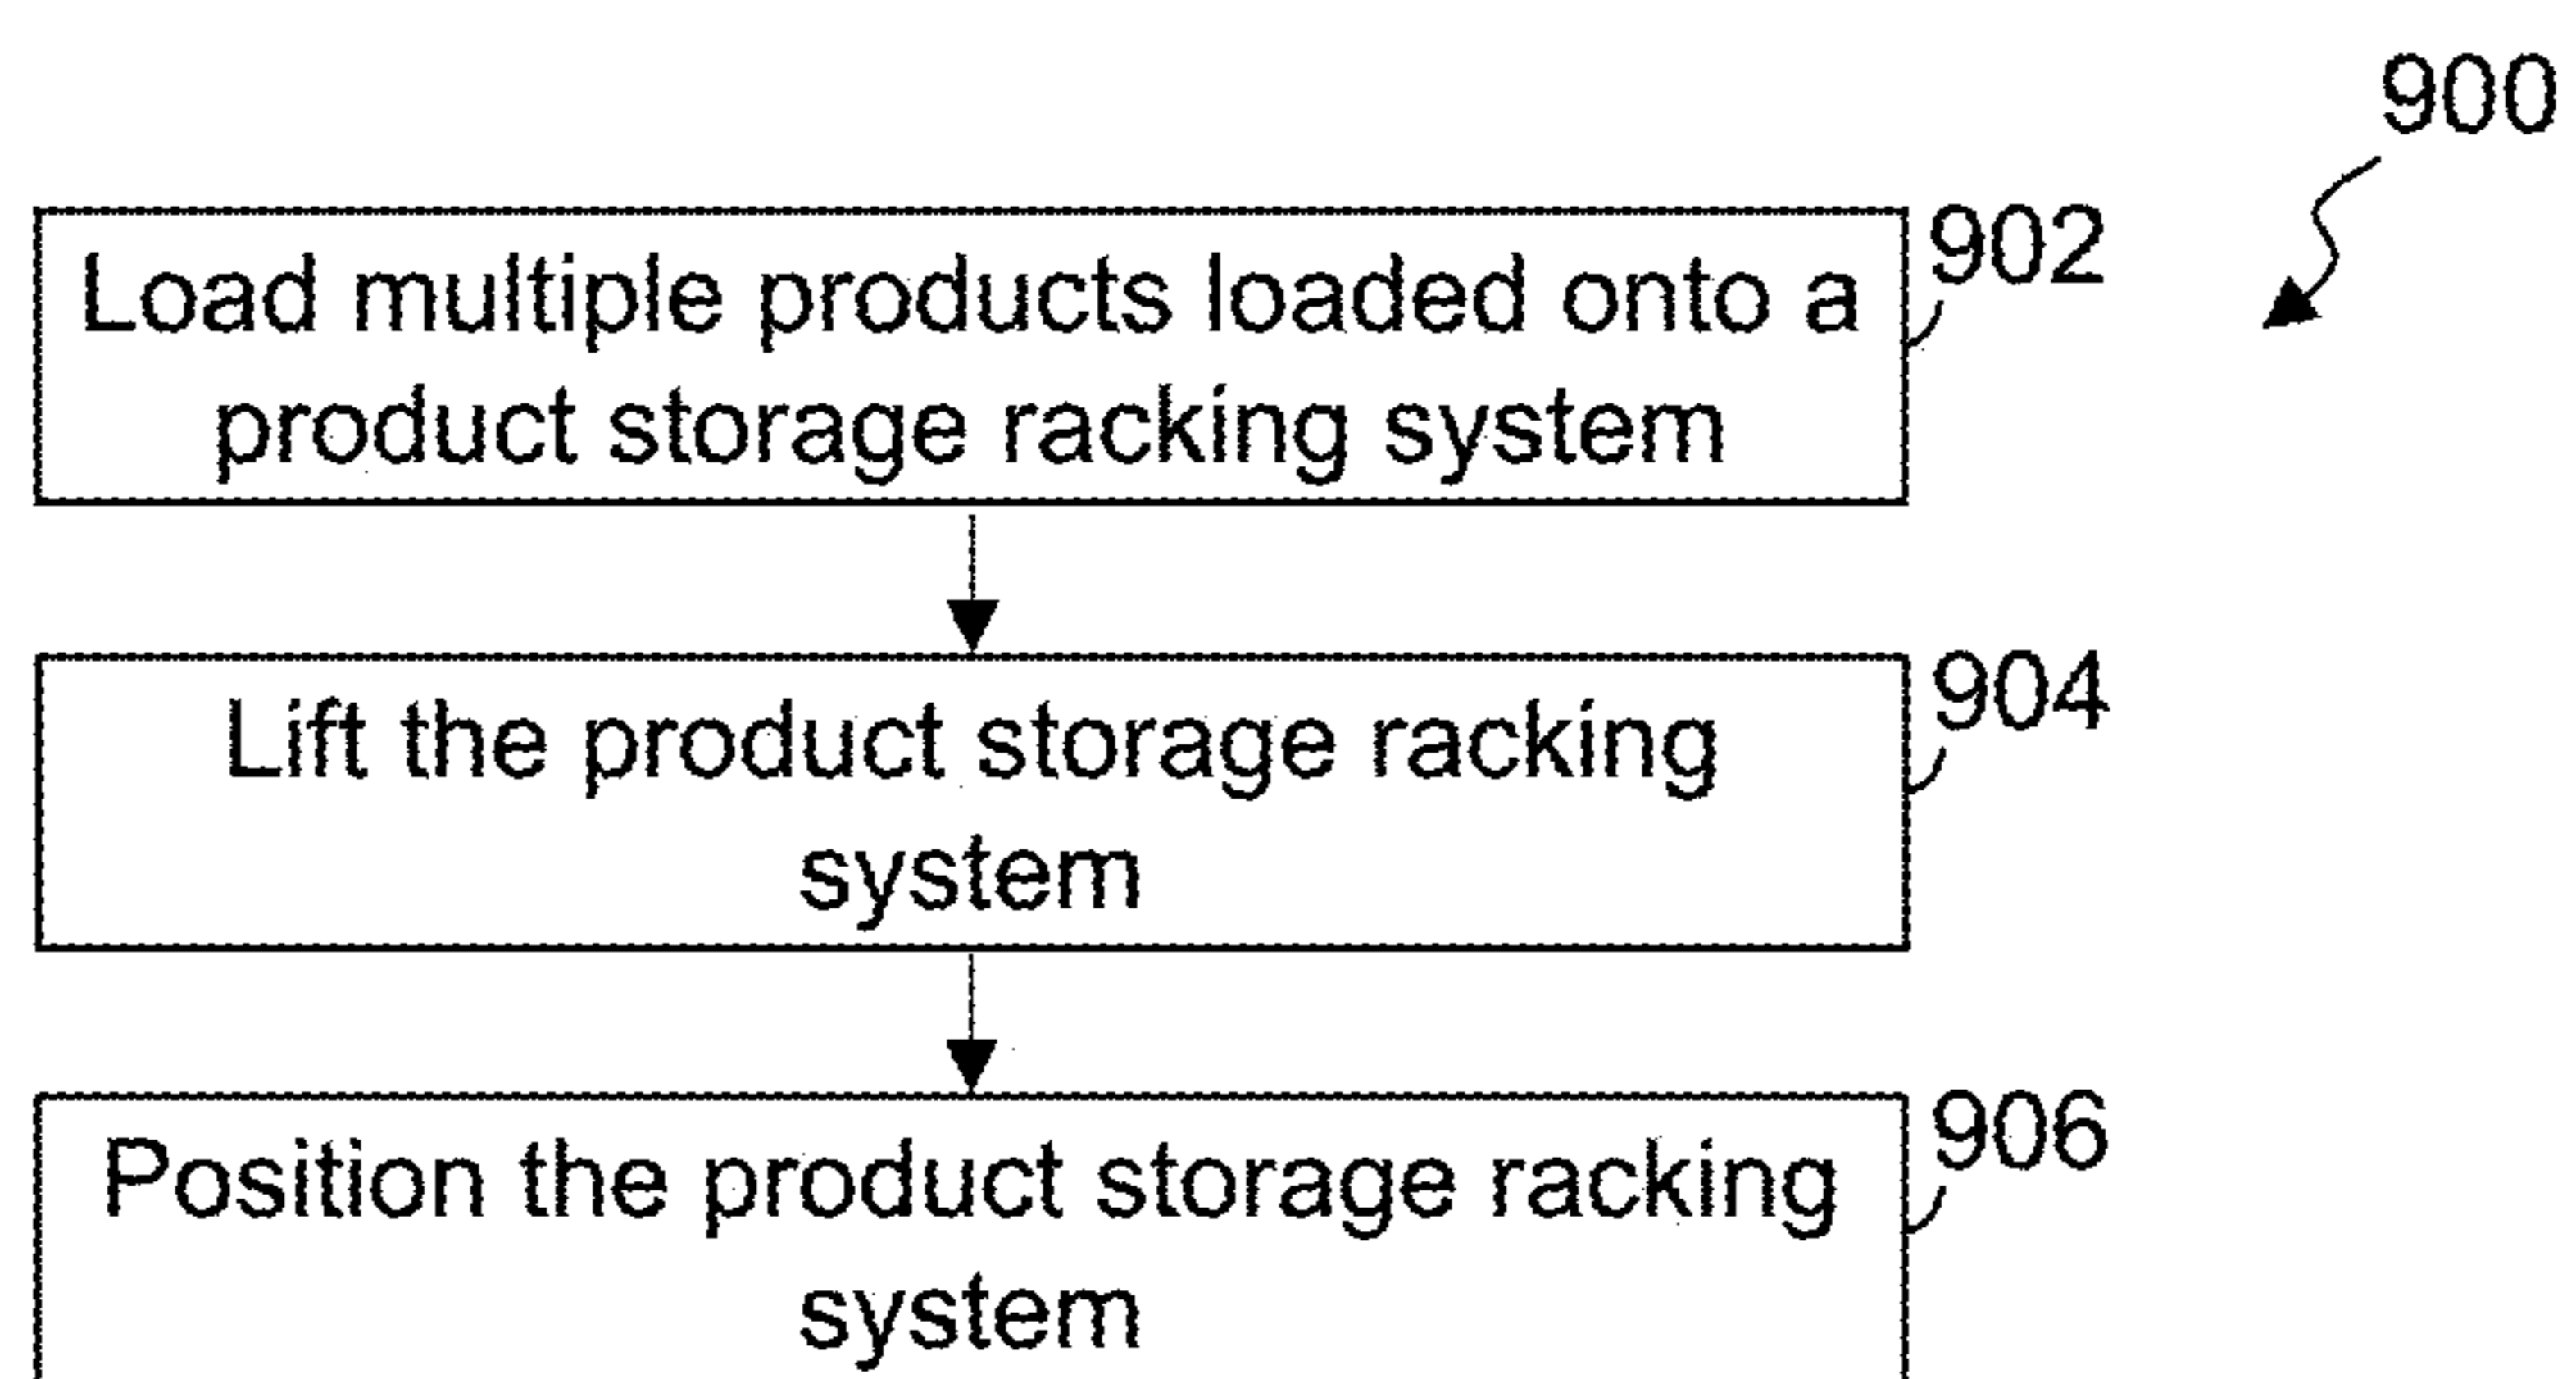 900
Load multiple products loaded onto a
902
product storage racking system
Lift the product storage racking
904
system
Position the product storage racking
906
system